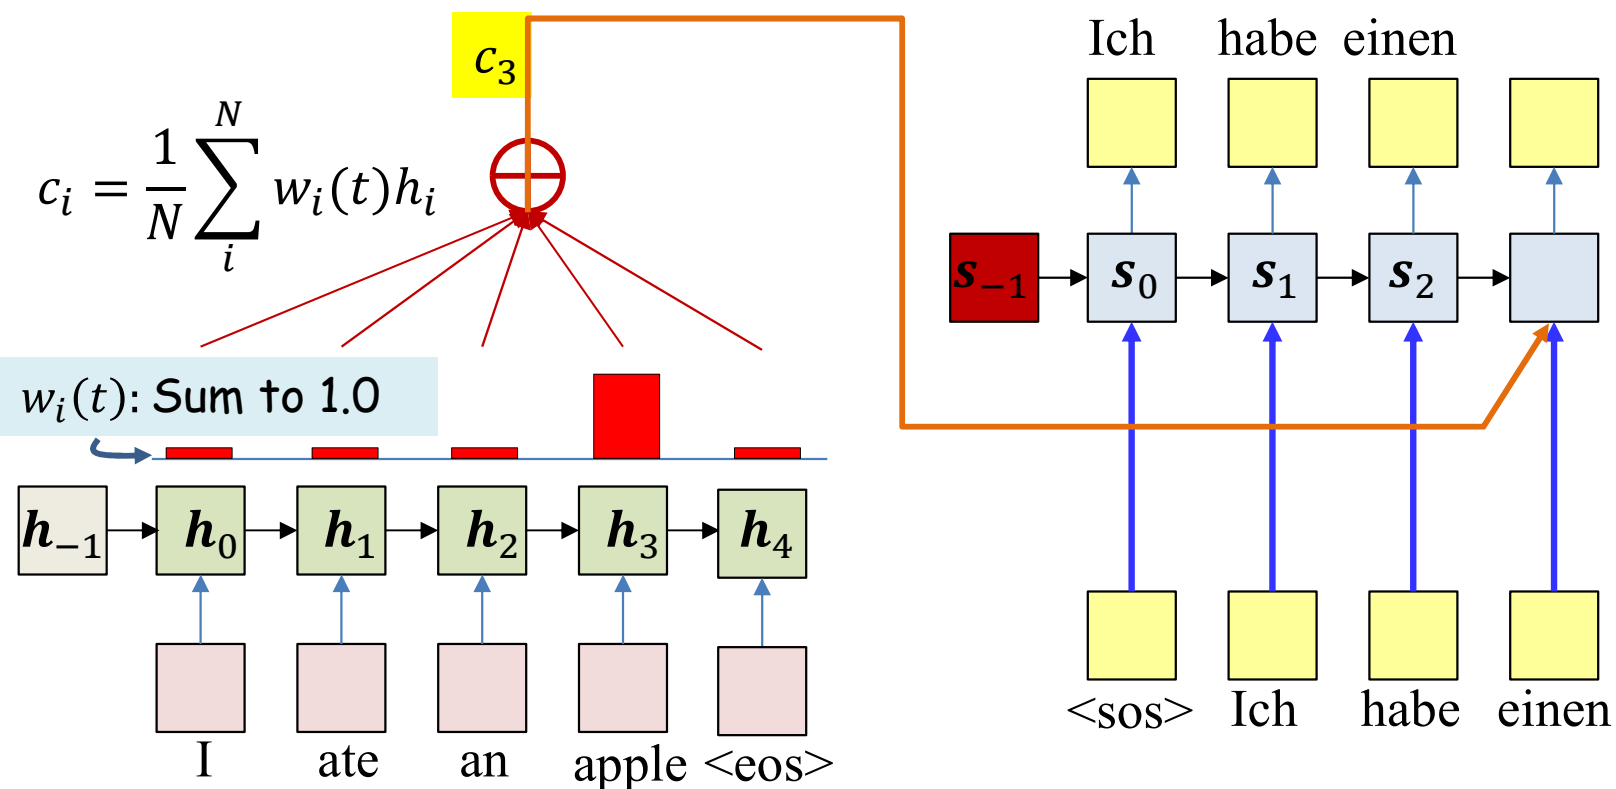 Ich habe einen
c₃
cᵢ = 1/N ∑ᵢᴺ wᵢ(t)hᵢ
s₋₁ s₀ s₁ s₂
wᵢ(t): Sum to 1.0
h₋₁ h₀ h₁ h₂ h₃ h₄
<sos> Ich habe einen
I ate an apple <eos>